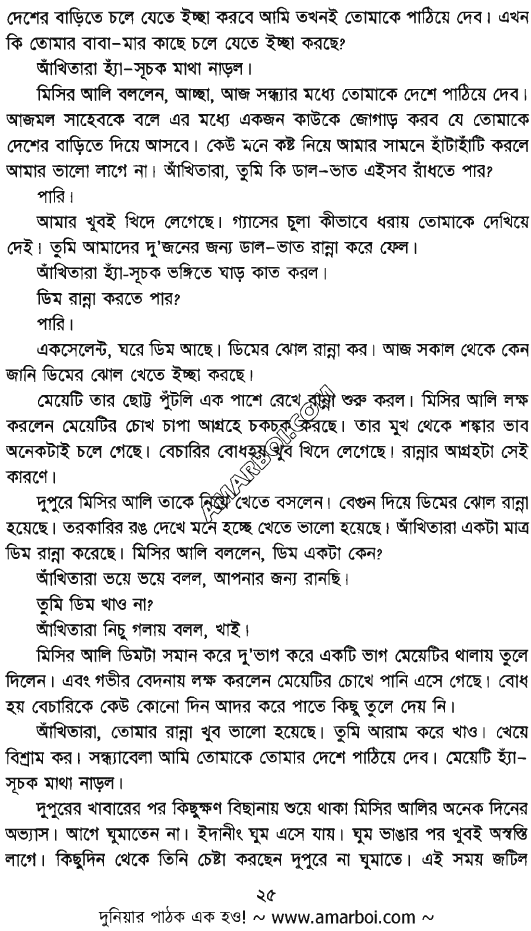 দেশের বাড়িতে চলে যেতে ইচ্ছা করবে আমি তখনই তোমাকে পাঠিয়ে দেব। এখন
কি তোমার বাবা–মার কাছে চলে যেতে ইচ্ছা করছে?
আঁখিতারা হ্যাঁ–সূচক মাথা নাড়ল।
মিসির আলি বললেন, আচ্ছা, আজ সন্ধ্যার মধ্যে তোমাকে দেশে পাঠিয়ে দেব।
আজমল সাহেবকে বলে এর মধ্যে একজন কাউকে জোগাড় করব যে তোমাকে
দেশের বাড়িতে দিয়ে আসবে। কেউ মনে কষ্ট নিয়ে আমার সামনে হাঁটাহাঁটি করলে
আমার ভালো লাগে না। আঁখিতারা, তুমি কি ডাল–ভাত এইসব রাঁধতে পার?
পারি।
আমার খুবই খিদে লেগেছে। গ্যাসের চুলা কীভাবে ধরায় তোমাকে দেখিয়ে
দেই। তুমি আমাদের দু'জনের জন্য ডাল–ভাত রান্না করে ফেল।
আঁখিতারা হ্যাঁ-সূচক ভঙ্গিতে ঘাড় কাত করল।
ডিম রান্না করতে পার?
পারি।
একসেলেন্ট, ঘরে ডিম আছে। ডিমের ঝোল রান্না কর। আজ সকাল থেকে কেন
জানি ডিমের ঝোল খেতে ইচ্ছা করছে।
মেয়েটি তার ছোট্ট পুঁটলি এক পাশে রেখে রান্না শুরু করল। মিসির আলি লক্ষ
করলেন মেয়েটির চোখ চাপা আগ্রহে চকচক করছে। তার মুখ থেকে শঙ্কার ভাব
অনেকটাই চলে গেছে। বেচারির বোধহয় খুব খিদে লেগেছে। রান্নার আগ্রহটা সেই
কারণে।
দুপুরে মিসির আলি তাকে নিয়ে খেতে বসলেন। বেগুন দিয়ে ডিমের ঝোল রান্না
হয়েছে। তরকারির রঙ দেখে মনে হচ্ছে খেতে ভালো হয়েছে। আঁখিতারা একটা মাত্র
ডিম রান্না করেছে। মিসির আলি বললেন, ডিম একটা কেন?
আঁখিতারা ভয়ে ভয়ে বলল, আপনার জন্য রানছি।
তুমি ডিম খাও না?
আঁখিতারা নিচু গলায় বলল, খাই।
মিসির আলি ডিমটা সমান করে দু'ভাগ করে একটি ভাগ মেয়েটির থালায় তুলে
দিলেন। এবং গভীর বেদনায় লক্ষ করলেন মেয়েটির চোখে পানি এসে গেছে। বোধ
হয় বেচারিকে কেউ কোনো দিন আদর করে পাতে কিছু তুলে দেয় নি।
আঁখিতারা, তোমার রান্না খুব ভালো হয়েছে। তুমি আরাম করে খাও। খেয়ে
বিশ্রাম কর। সন্ধ্যাবেলা আমি তোমাকে তোমার দেশে পাঠিয়ে দেব। মেয়েটি হ্যাঁ–
সূচক মাথা নাড়ল।
দুপুরের খাবারের পর কিছুক্ষণ বিছানায় শুয়ে থাকা মিসির আলির অনেক দিনের
অভ্যাস। আগে ঘুমাতেন না। ইদানীং ঘুম এসে যায়। ঘুম ভাঙার পর খুবই অস্বস্তি
লাগে। কিছুদিন থেকে তিনি চেষ্টা করছেন দুপুরে না ঘুমাতে। এই সময় জটিল
২৫
দুনিয়ার পাঠক এক হও! ~ www.amarboi.com ~
AMARBOI.COM